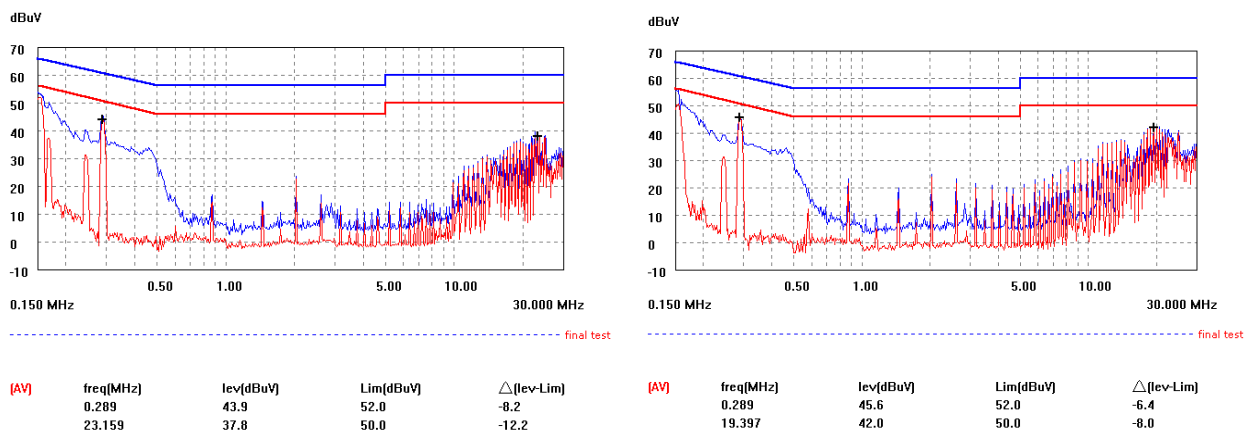 dBuV
70
60
50
40
30
20
10
0
-10
0.50 1.00 5.00 10.00
0.150 MHz 30.000 MHz
final test
(AV) freq(MHz) lev(dBuV) Lim(dBuV) △(lev-Lim)
0.289 43.9 52.0 -8.2
23.159 37.8 50.0 -12.2
dBuV
70
60
50
40
30
20
10
0
-10
0.50 1.00 5.00 10.00
0.150 MHz 30.000 MHz
final test
(AV) freq(MHz) lev(dBuV) Lim(dBuV) △(lev-Lim)
0.289 45.6 52.0 -6.4
19.397 42.0 50.0 -8.0